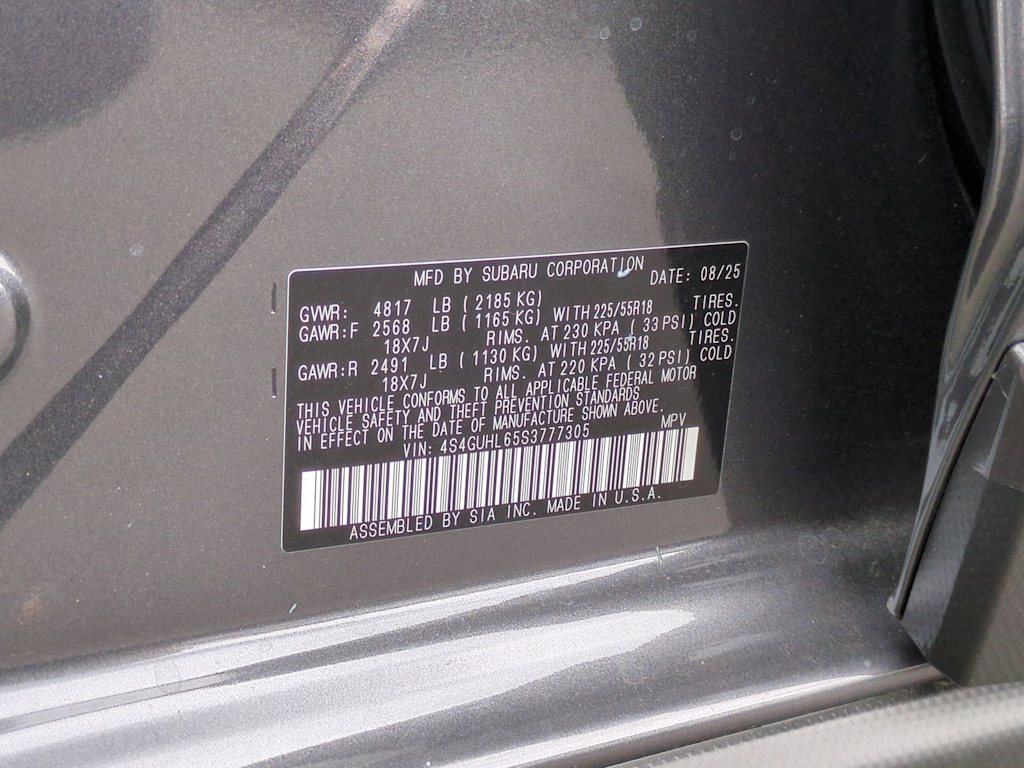 MFD BY SUBARU CORPORATION DATE: 08/25
GVWR: 4817 LB ( 2185 KG)
GAWR:F 2568 LB ( 1165 KG) WITH 225/55R18 TIRES.
18X7J RIMS. AT 230 KPA ( 33 PSI) COLD
GAWR:R 2491 LB ( 1130 KG) WITH 225/55R18 TIRES.
18X7J RIMS. AT 220 KPA ( 32 PSI) COLD
THIS VEHICLE CONFORMS TO ALL APPLICABLE FEDERAL MOTOR
VEHICLE SAFETY AND THEFT PREVENTION STANDARDS
IN EFFECT ON THE DATE OF MANUFACTURE SHOWN ABOVE.
VIN: 4S4GUHL65S3777305 MPV
ASSEMBLED BY SIA INC. MADE IN U.S.A.